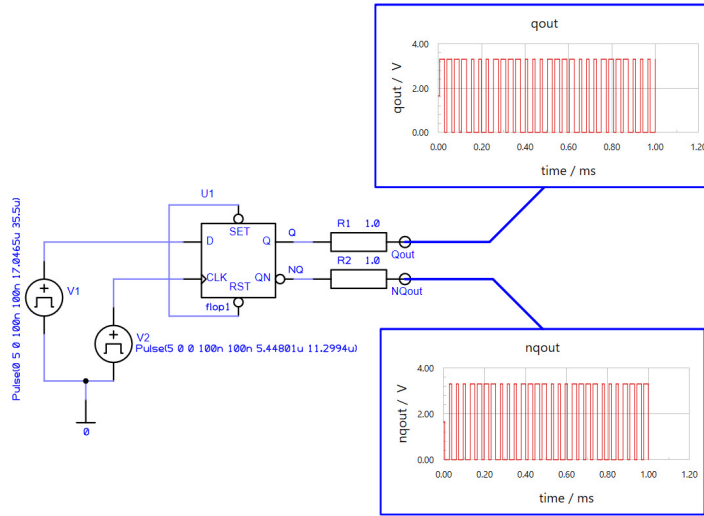 qout
4.00
2.00
0.00
qout / V
0.00 0.20 0.40 0.60 0.80 1.00 1.20
time / ms
U1
SET
D
Q
CLK
QN
RST
flop1
Q
NQ
R1 1.0
Qout
R2 1.0
NQout
V1
Pulse(0 5 0 100n 100n 17.0465u 35.5u)
V2
Pulse(5 0 0 100n 100n 5.44801u 11.2994u)
0
nqout
4.00
2.00
0.00
nqout / V
0.00 0.20 0.40 0.60 0.80 1.00 1.20
time / ms